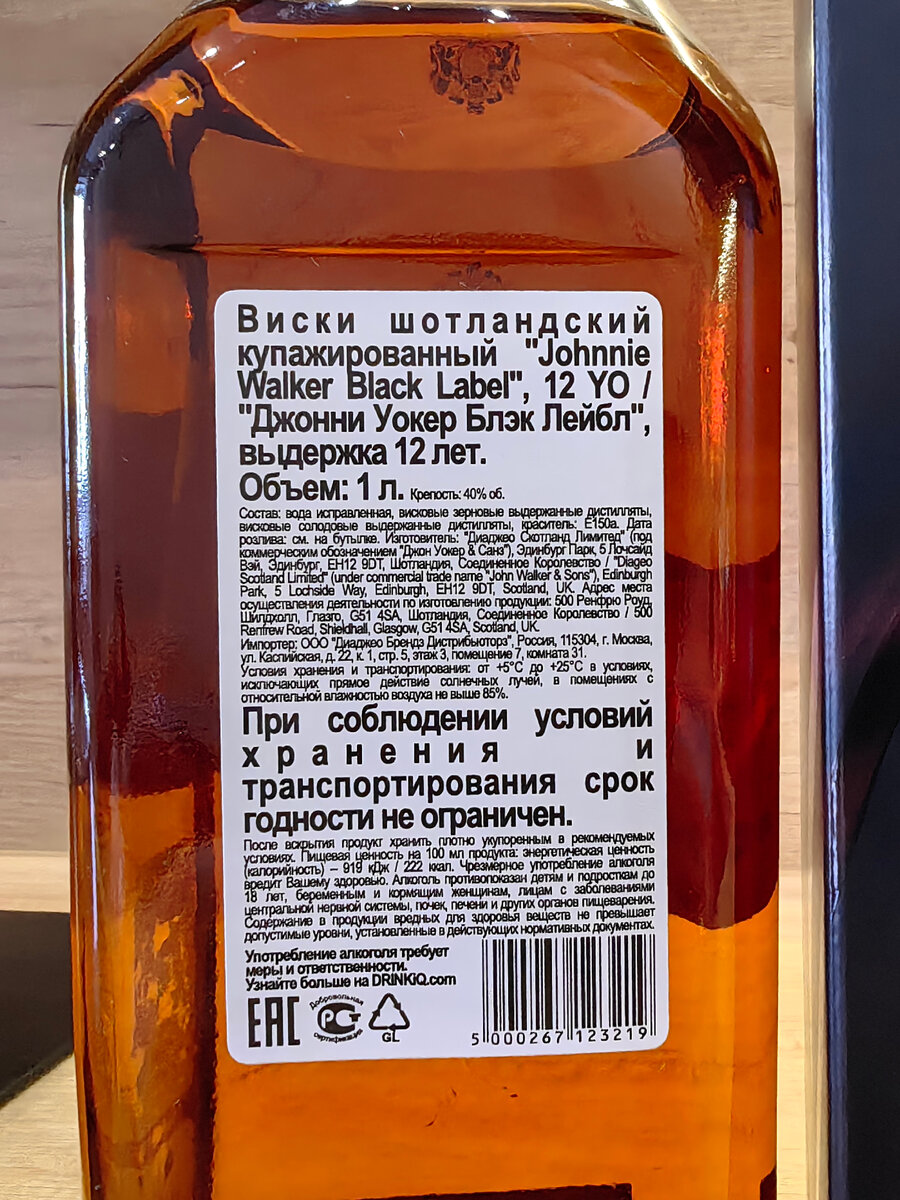 Виски шотландский
купажированный "Johnnie
Walker Black Label", 12 YO /
"Джонни Уокер Блэк Лейбл",
выдержка 12 лет.
Объем: 1 л. Крепость: 40% об.
Состав: вода исправленная, висковые зерновые выдержанные дистилляты,
висковые солодовые выдержанные дистилляты, краситель: Е150а. Дата
розлива: см. на бутылке. Изготовитель: "Диаджео Скотланд Лимитед" (под
коммерческим обозначением "Джон Уокер & Санз"), Эдинбург Парк, 5 Лочсайд
Вэй, Эдинбург, EH12 9DT, Шотландия, Соединенное Королевство / "Diageo
Scotland Limited" (under commercial trade name "John Walker & Sons"), Edinburgh
Park, 5 Lochside Way, Edinburgh, EH12 9DT, Scotland, UK. Адрес места
осуществления деятельности по изготовлению продукции: 500 Ренфрю Роуд,
Шилдхолл, Глазго, G51 4SA, Шотландия, Соединенное Королевство / 500
Renfrew Road, Shieldhall, Glasgow, G51 4SA, Scotland, UK.
Импортер: ООО "Диаджео Брендз Дистрибьюторз", Россия, 115304, г. Москва,
ул. Каспийская, д. 22, к. 1, стр. 5, этаж 3, помещение 7, комната 31.
Условия хранения и транспортирования: от +5°С до +25°С в условиях,
исключающих прямое действие солнечных лучей, в помещениях с
относительной влажностью воздуха не выше 85%.
При соблюдении условий
хранения и
транспортирования срок
годности не ограничен.
После вскрытия продукт хранить плотно укупоренным в рекомендуемых
условиях. Пищевая ценность на 100 мл продукта: энергетическая ценность
(калорийность) – 919 кДж / 222 ккал. Чрезмерное употребление алкоголя
вредит Вашему здоровью. Алкоголь противопоказан детям и подросткам до
18 лет, беременным и кормящим женщинам, лицам с заболеваниями
центральной нервной системы, почек, печени и других органов пищеварения.
Содержание в продукции вредных для здоровья веществ не превышает
допустимые уровни, установленные в действующих нормативных документах.
Употребление алкоголя требует
меры и ответственности.
Узнайте больше на DRINKiQ.com
EAC
Добровольная
РСТ
сертификация
GL
5 000267 123219